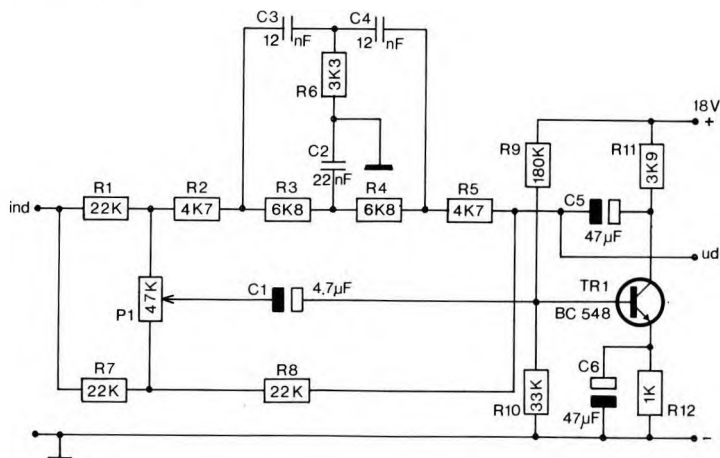 C3
12 nF
C4
12 nF
R6
3K3
18V
+
C2
22 nF
R9
180K
R11
3K9
ind
R1
22K
R2
4K7
R3
6K8
R4
6K8
R5
4K7
C5
47µF
ud
P1
47K
C1
4.7µF
TR1
BC 548
R7
22K
R8
22K
R10
33K
C6
47µF
1K
R12
-